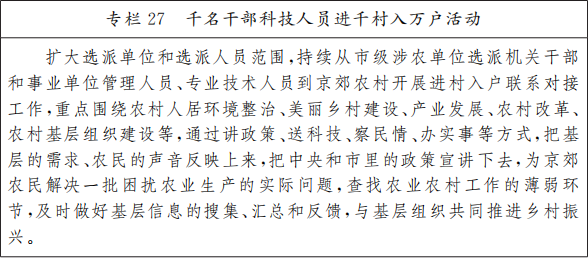 专栏 27　千名干部科技人员进千村入万户活动
扩大选派单位和选派人员范围,持续从市级涉农单位选派机关干部
和事业单位管理人员、专业技术人员到京郊农村开展进村入户联系对接
工作,重点围绕农村人居环境整治、美丽乡村建设、产业发展、农村改革、
农村基层组织建设等,通过讲政策、送科技、察民情、办实事等方式,把基
层的需求、农民的声音反映上来,把中央和市里的政策宣讲下去,为京郊
农民解决一批困扰农业生产的实际问题,查找农业农村工作的薄弱环
节,及时做好基层信息的搜集、汇总和反馈,与基层组织共同推进乡村振
兴。